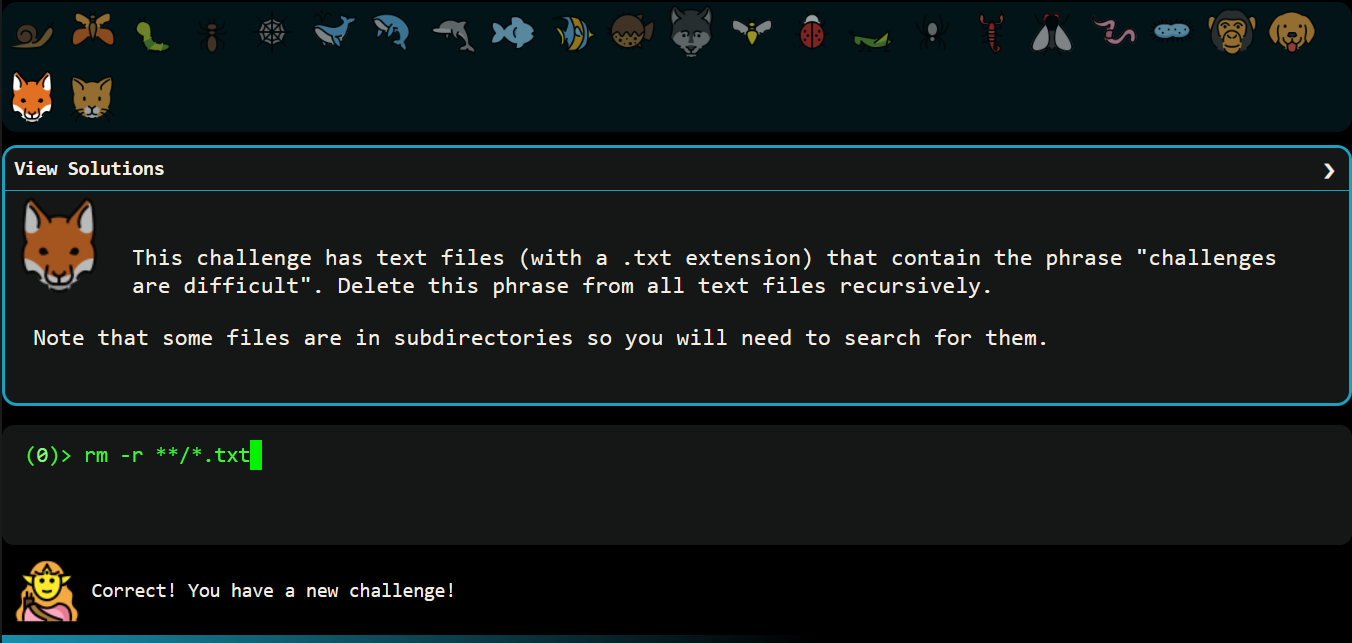 View Solutions
This challenge has text files (with a .txt extension) that contain the phrase "challenges
are difficult". Delete this phrase from all text files recursively.
Note that some files are in subdirectories so you will need to search for them.
(0)> rm -r **/*.txt
Correct! You have a new challenge!